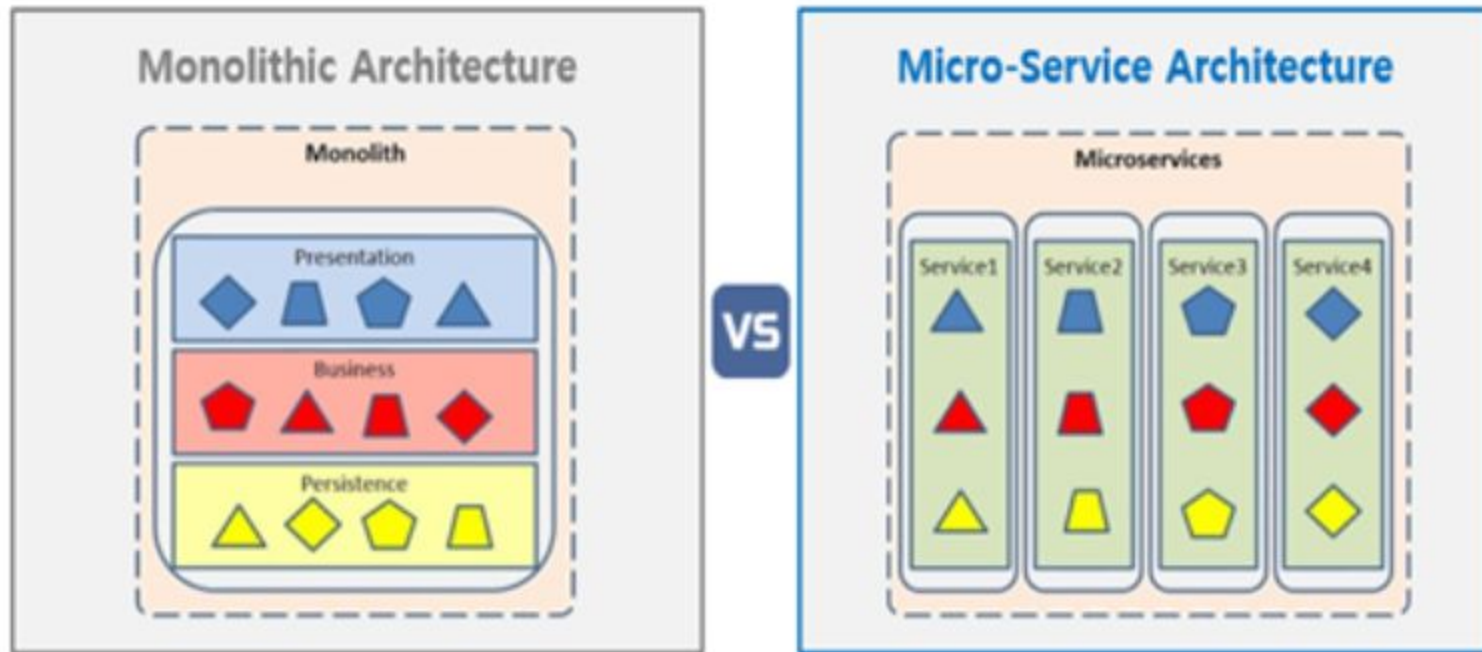 Monolithic Architecture
Monolith
Presentation
Business
Persistence
VS
Micro-Service Architecture
Microservices
Service1
Service2
Service3
Service4